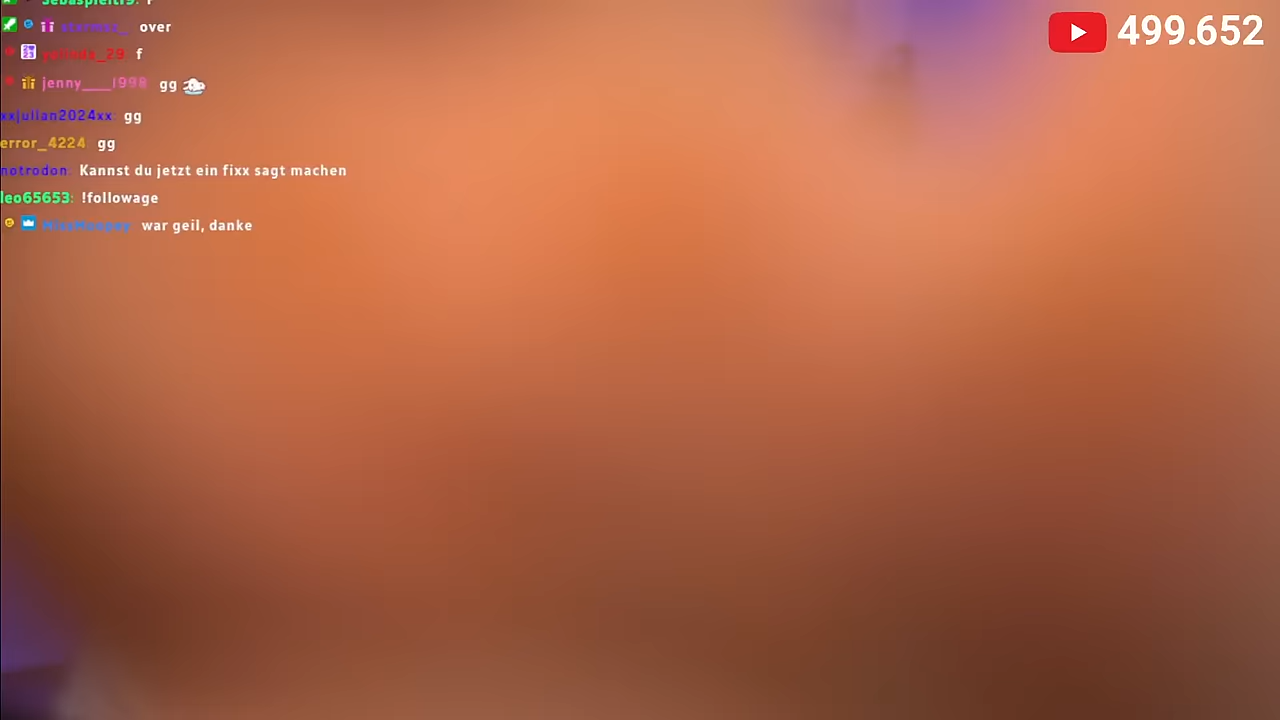 499.652
over
f
jenny___1998 gg
xxjulian2024xx: gg
error_4224 gg
notrodon: Kannst du jetzt ein fixx sagt machen
leo65653: !followage
war geil, danke